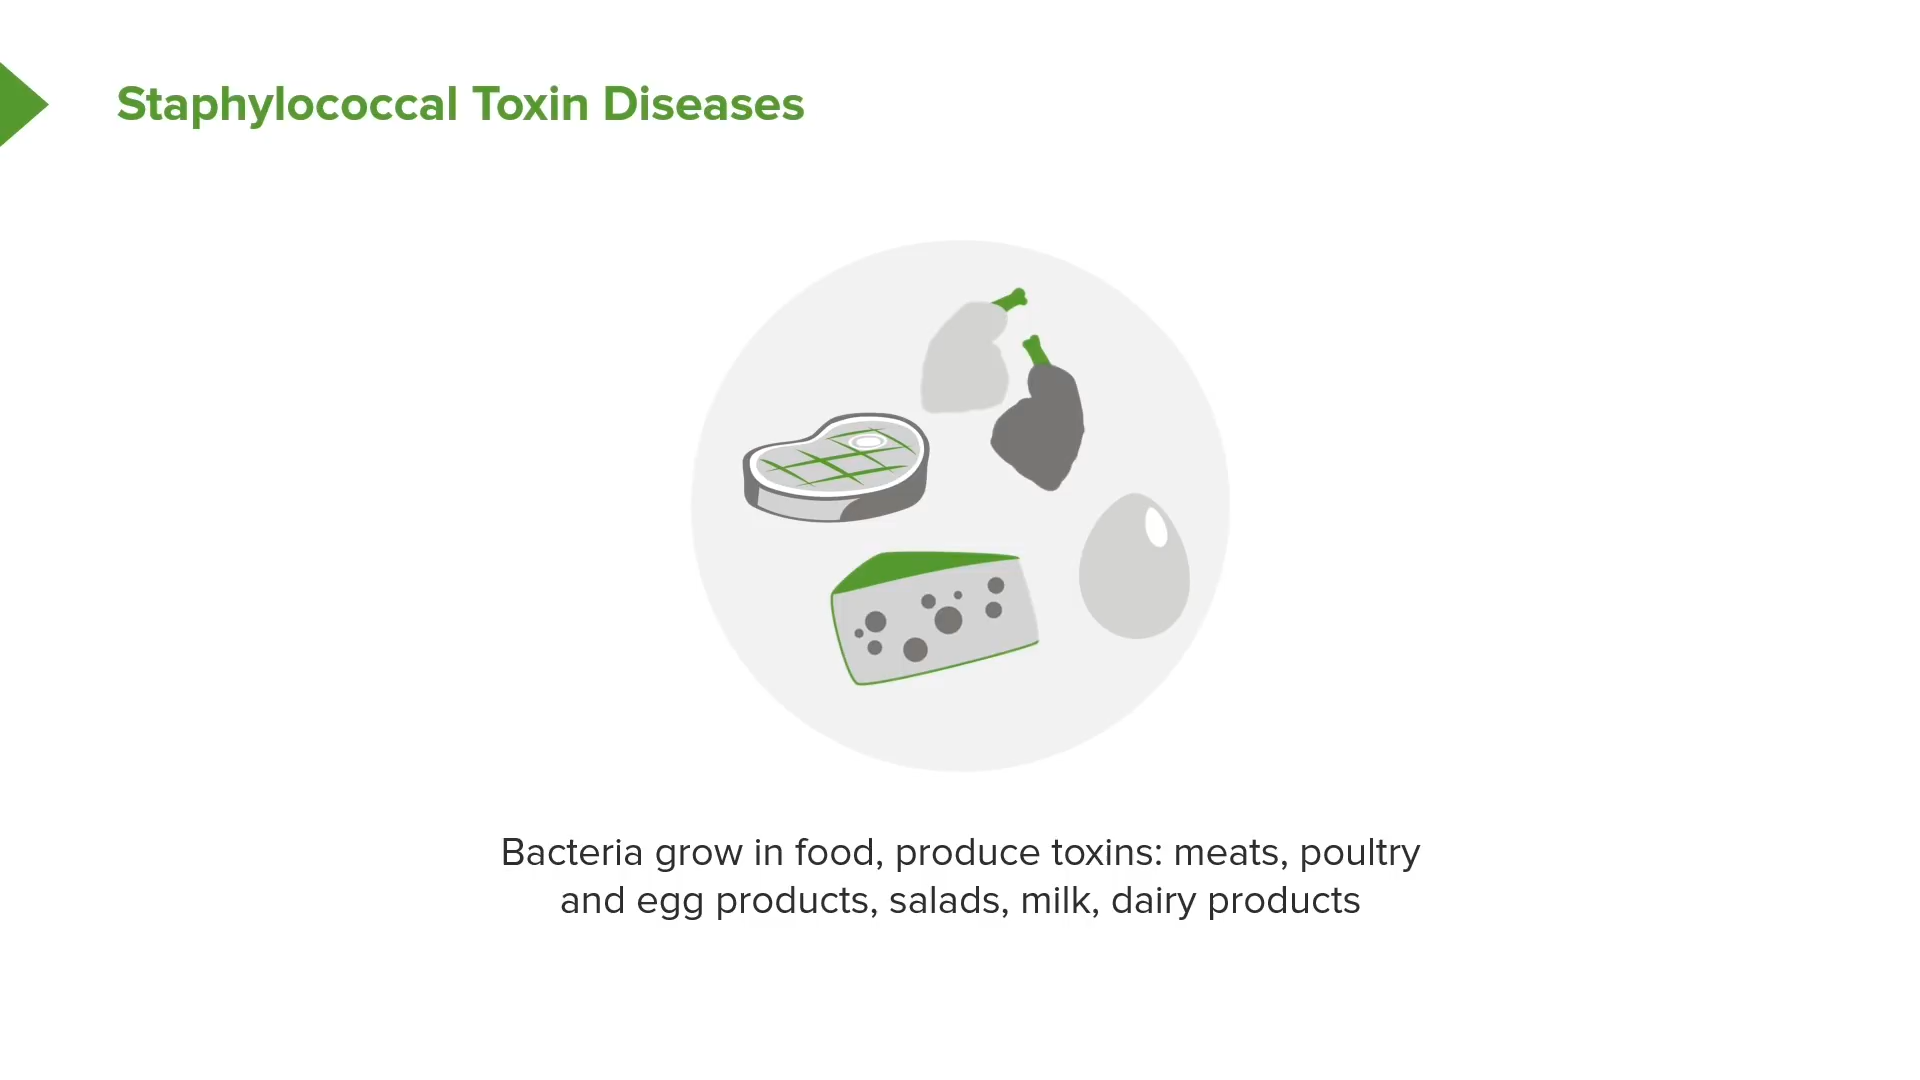 Staphylococcal Toxin Diseases
Bacteria grow in food, produce toxins: meats, poultry
and egg products, salads, milk, dairy products